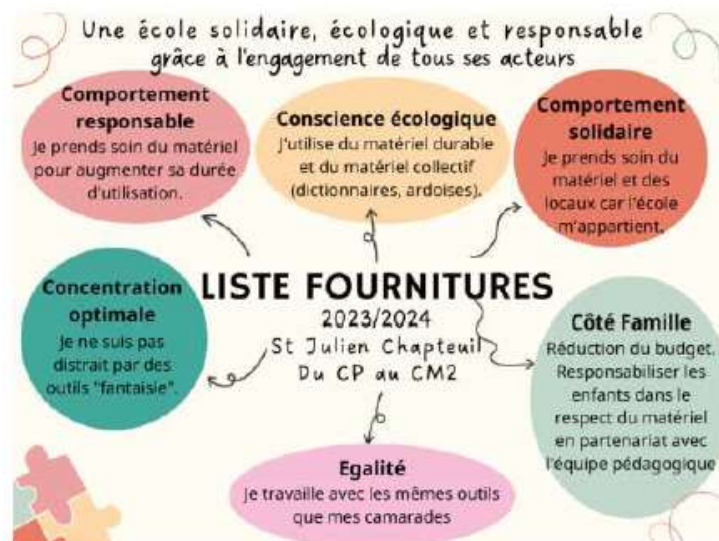 Une école solidaire, écologique et responsable
grâce à l'engagement de tous ses acteurs
Comportement
responsable
Je prends soin du matériel
pour augmenter sa durée
d'utilisation.
Conscience écologique
J'utilise du matériel durable
et du matériel collectif
(dictionnaires, ardoises).
Comportement
solidaire
Je prends soin du
matériel et des
locaux car l'école
m'appartient.
Concentration
optimale
Je ne suis pas
distrait par des
outils "fantaisie".
LISTE FOURNITURES
2023/2024
St Julien Chapteuil
Du CP au CM2
Côté Famille
Réduction du budget.
Responsabiliser les
enfants dans le
respect du matériel
en partenariat avec
l'équipe pédagogique
Egalité
Je travaille avec les mêmes outils
que mes camarades